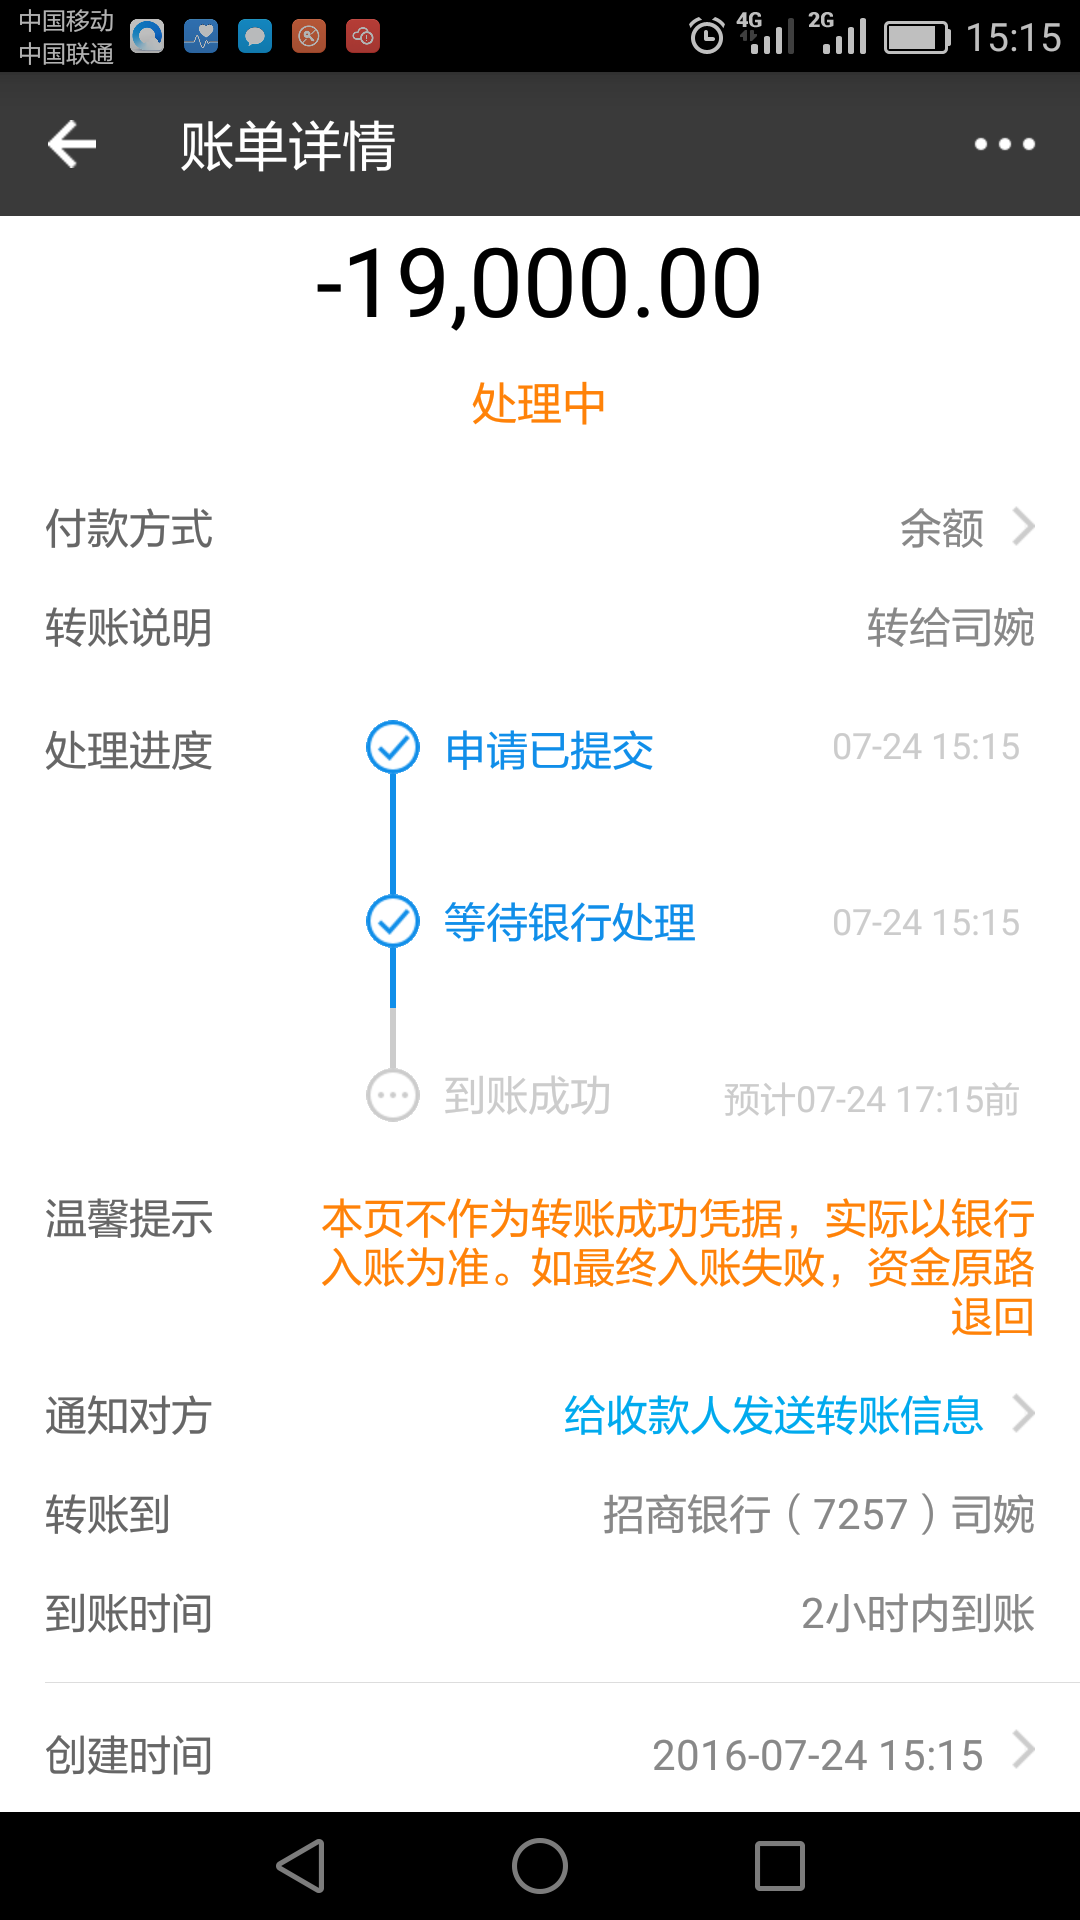 中国移动
中国联通
4G
2G
15:15
账单详情
-19,000.00
处理中
付款方式 余额
转账说明 转给司婉
处理进度 申请已提交 07-24 15:15
等待银行处理 07-24 15:15
到账成功 预计07-24 17:15前
温馨提示 本页不作为转账成功凭据，实际以银行
入账为准。如最终入账失败，资金原路
退回
通知对方 给收款人发送转账信息
转账到 招商银行（7257）司婉
到账时间 2小时内到账
创建时间 2016-07-24 15:15